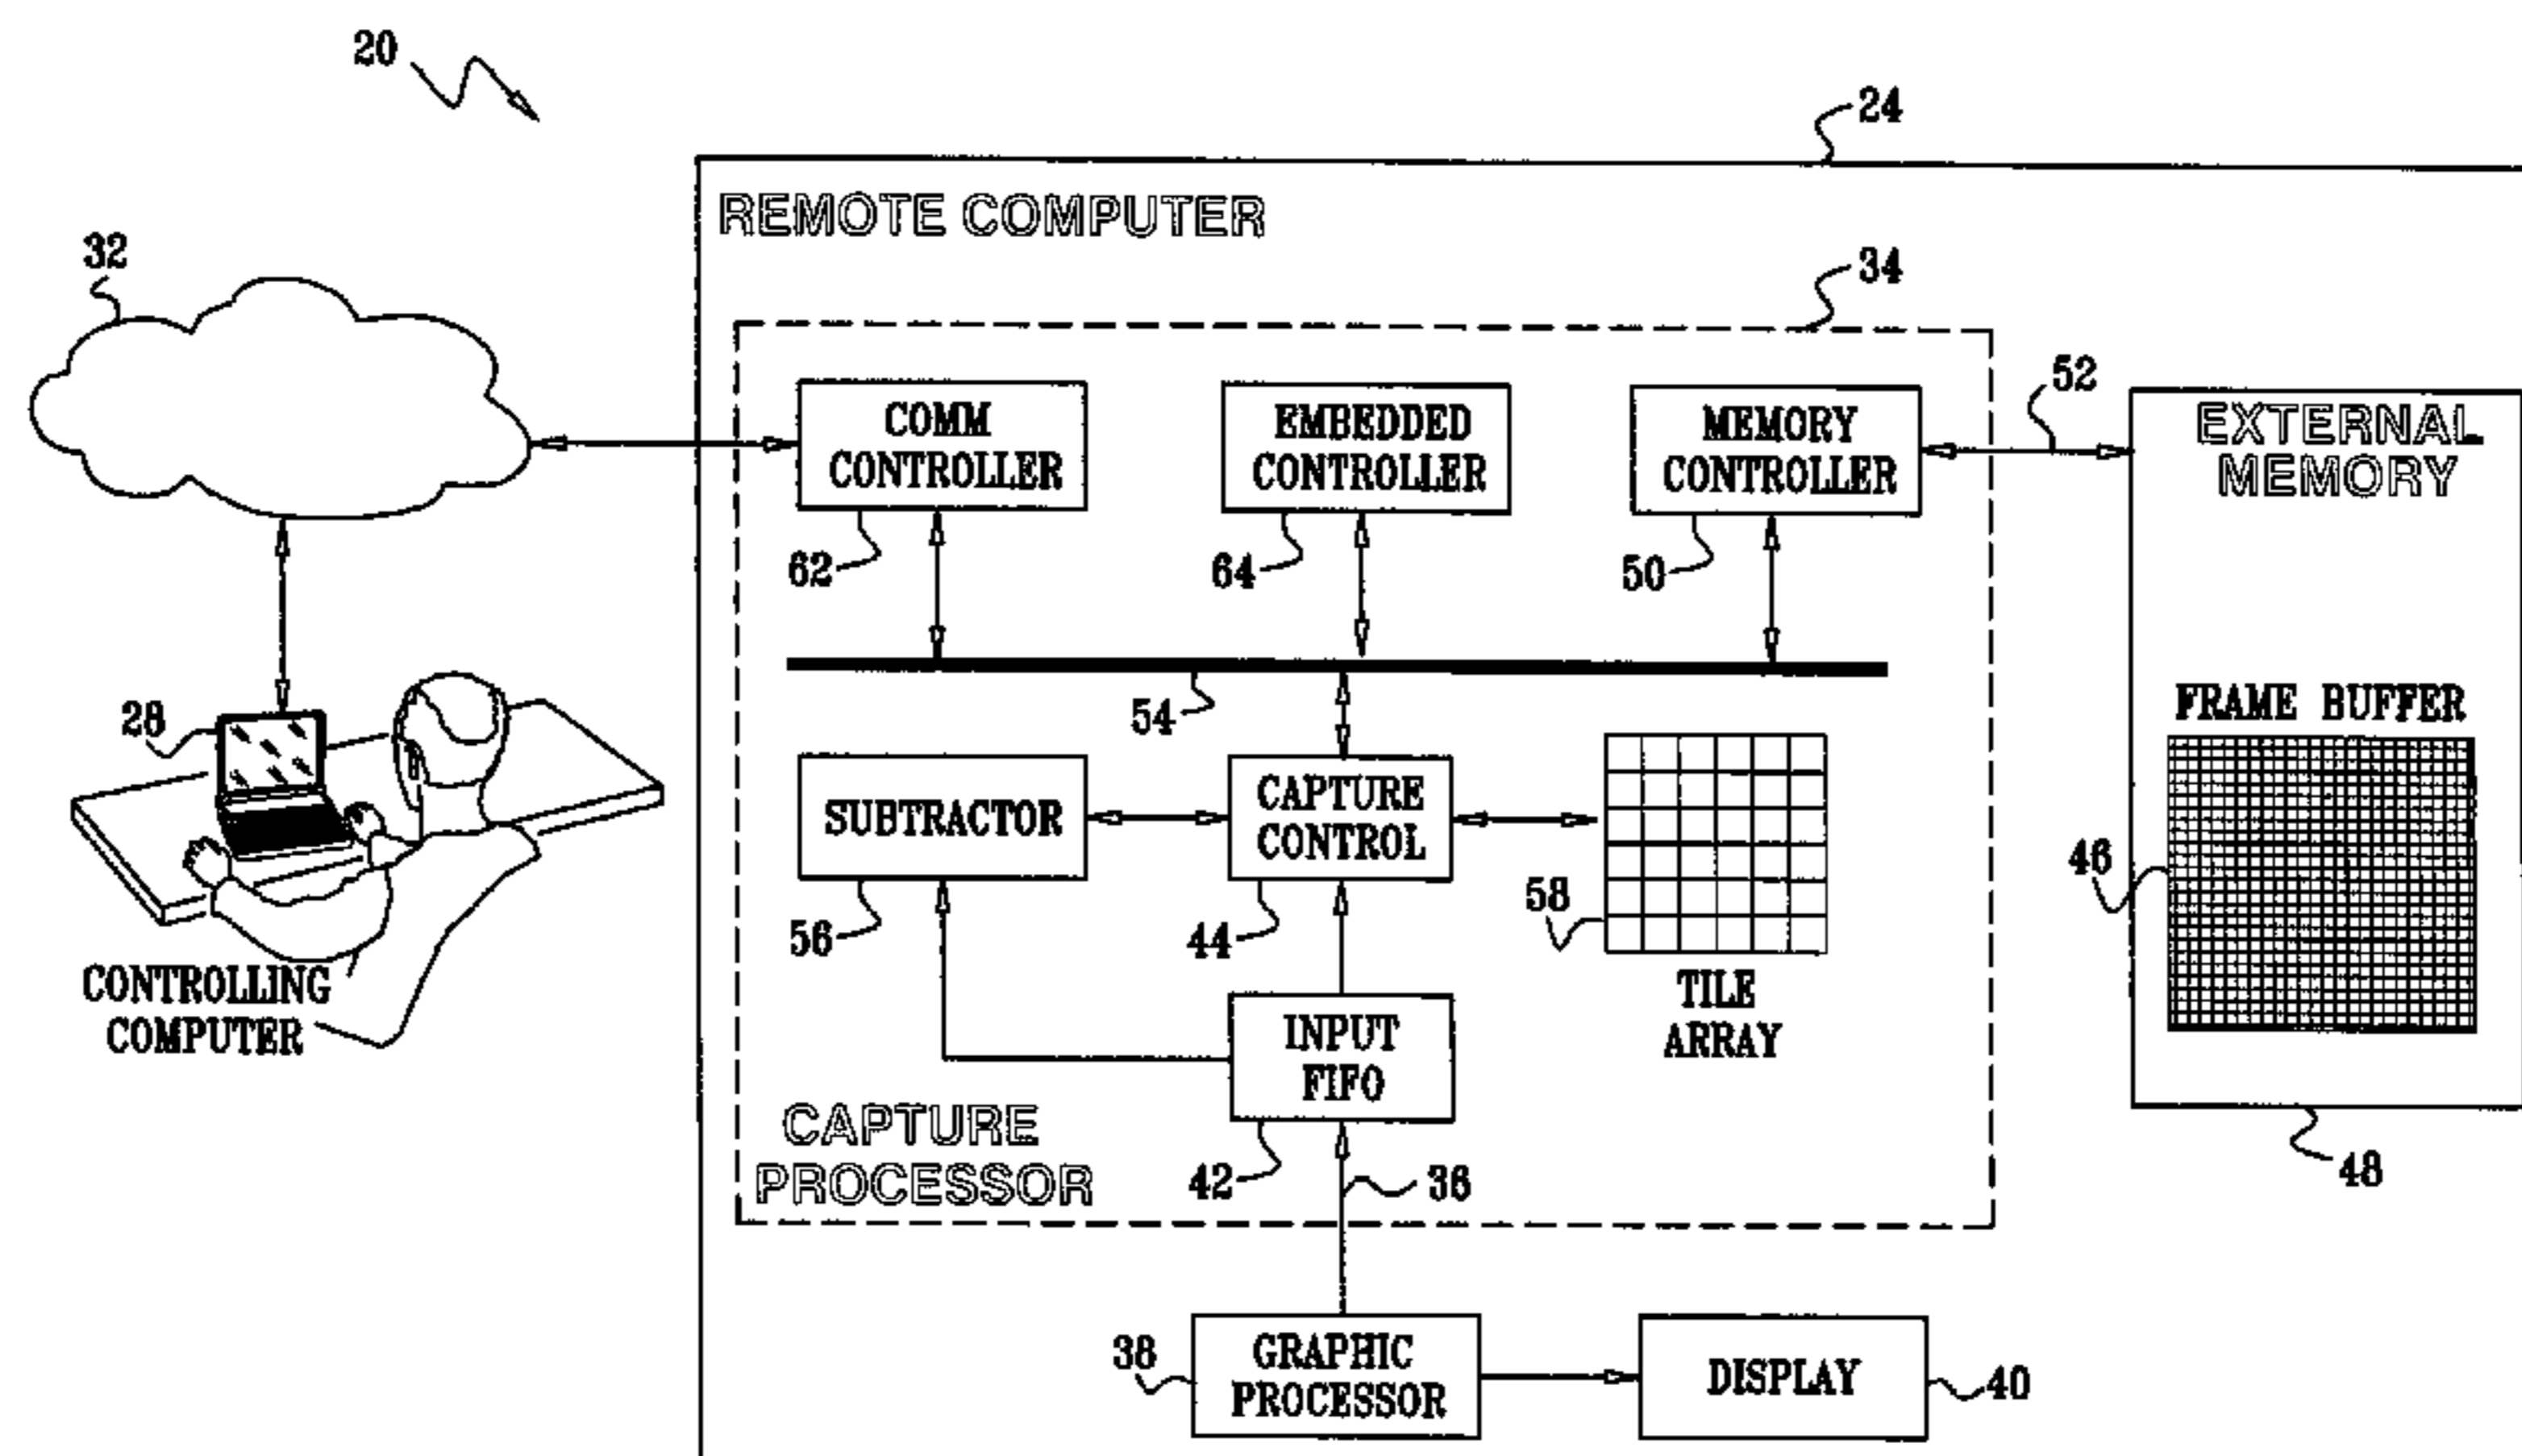 20
24
REMOTE COMPUTER
32
34
COMM
CONTROLLER
EMBEDDED
CONTROLLER
MEMORY
CONTROLLER
52
EXTERNAL
MEMORY
62
64
50
54
28
FRAME BUFFER
SUBTRACTOR
CAPTURE
CONTROL
46
56
44
58
CONTROLLING
COMPUTER
TILE
ARRAY
INPUT
FIFO
CAPTURE
PROCESSOR
42
36
48
38
GRAPHIC
PROCESSOR
DISPLAY
40